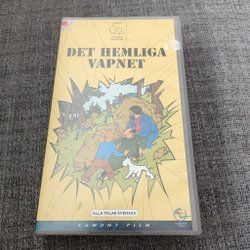 DET HEMLIGA
VAPNET
ALLA TALAR SVENSKA
EGMONT FILM